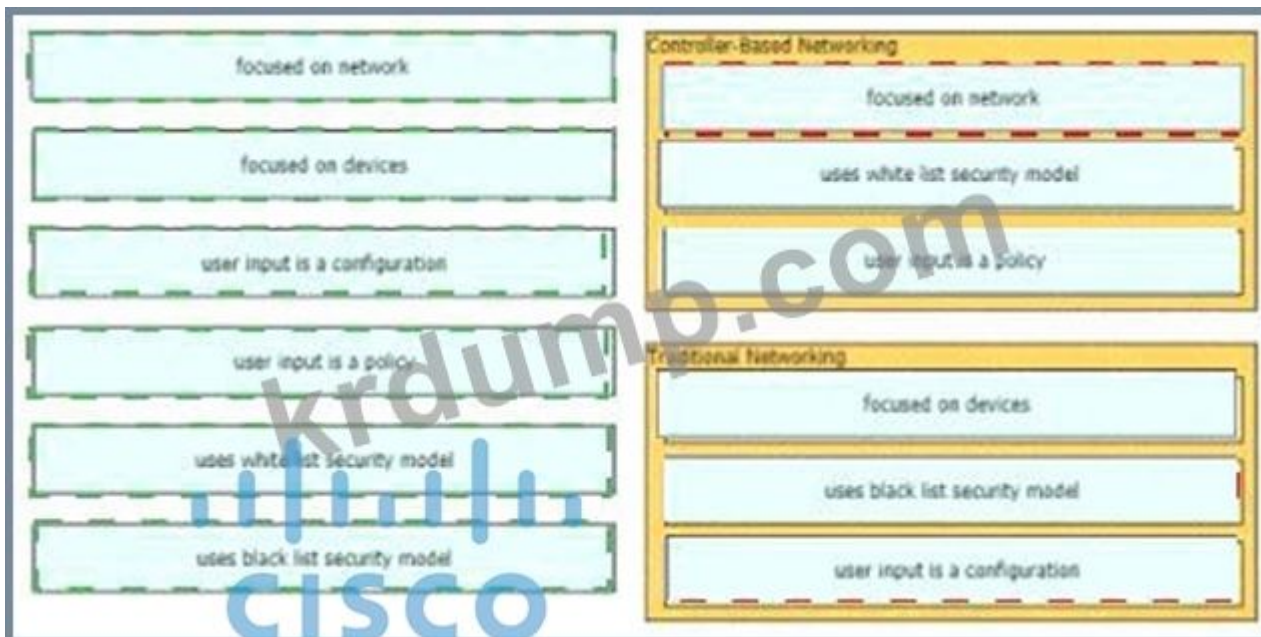 focused on network
focused on devices
user input is a configuration
user input is a policy
uses white list security model
uses black list security model
Controller-Based Networking
focused on network
uses white list security model
user input is a policy
Traditional Networking
focused on devices
uses black list security model
user input is a configuration
krdump.com
CISCO